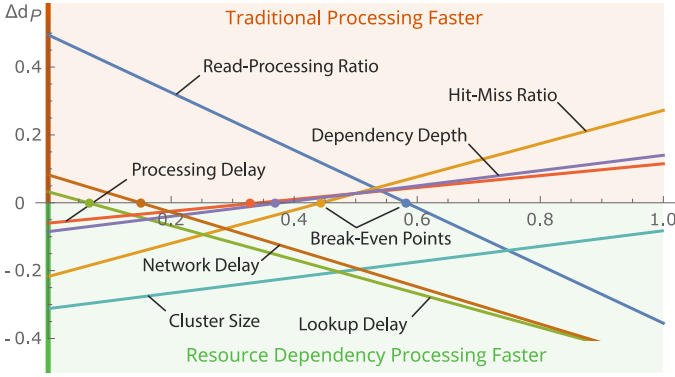 Δd_P
Traditional Processing Faster
0.4
Read-Processing Ratio
Hit-Miss Ratio
0.2
Dependency Depth
Processing Delay
0
0.2
0.4
0.6
0.8
1.0
Break-Even Points
- 0.2
Network Delay
Cluster Size
Lookup Delay
- 0.4
Resource Dependency Processing Faster